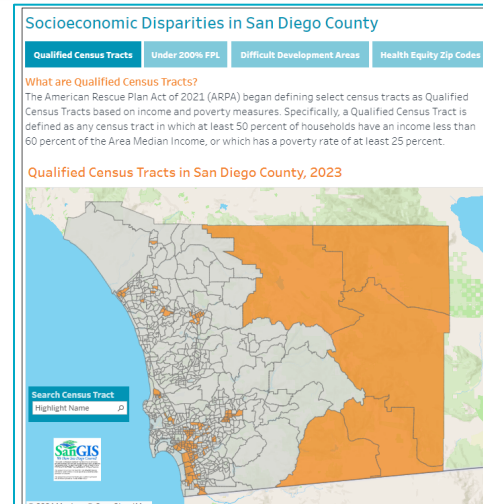 Socioeconomic Disparities in San Diego County
Qualified Census Tracts
Under 200% FPL
Difficult Development Areas
Health Equity Zip Codes
What are Qualified Census Tracts?
The American Rescue Plan Act of 2021 (ARPA) began defining select census tracts as Qualified
Census Tracts based on income and poverty measures. Specifically, a Qualified Census Tract is
defined as any census tract in which at least 50 percent of households have an income less than
60 percent of the Area Median Income, or which has a poverty rate of at least 25 percent.
Qualified Census Tracts in San Diego County, 2023
Search Census Tract
Highlight Name
SanGIS